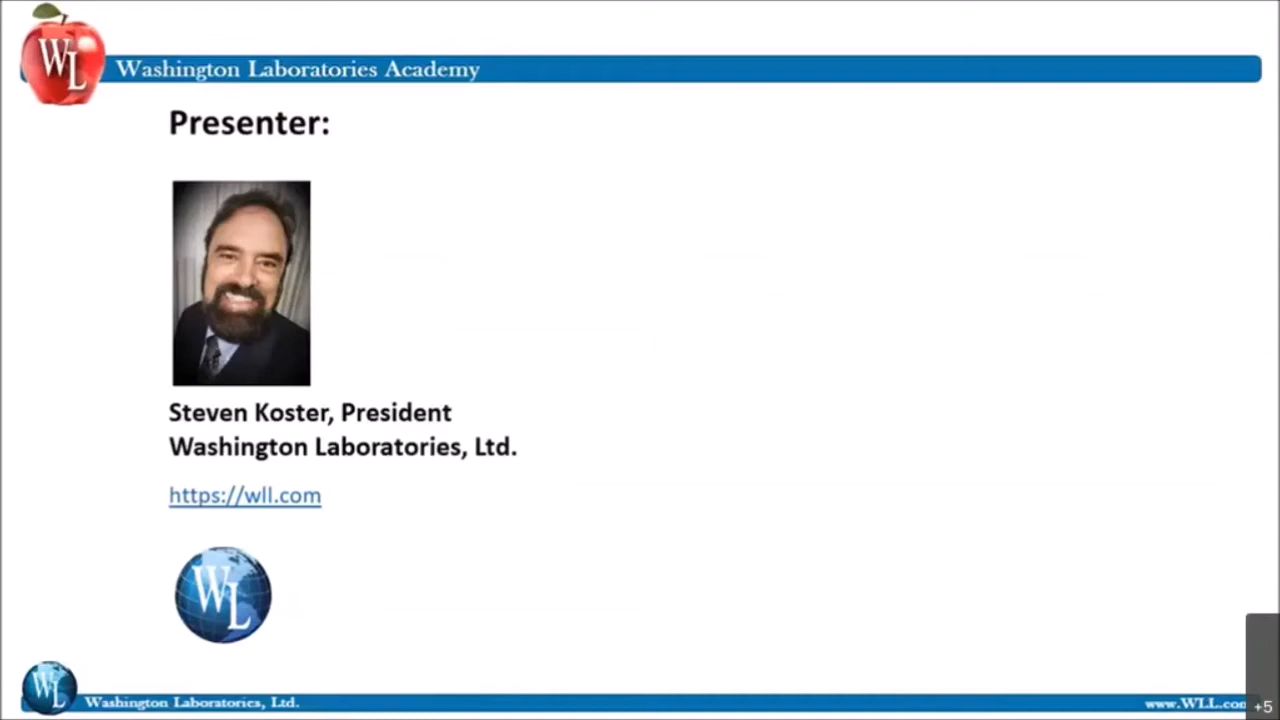 WL
Washington Laboratories Academy
Presenter:
Steven Koster, President
Washington Laboratories, Ltd.
https://wll.com
WL
WL
Washington Laboratories, Ltd.
www.WLL.com
+5